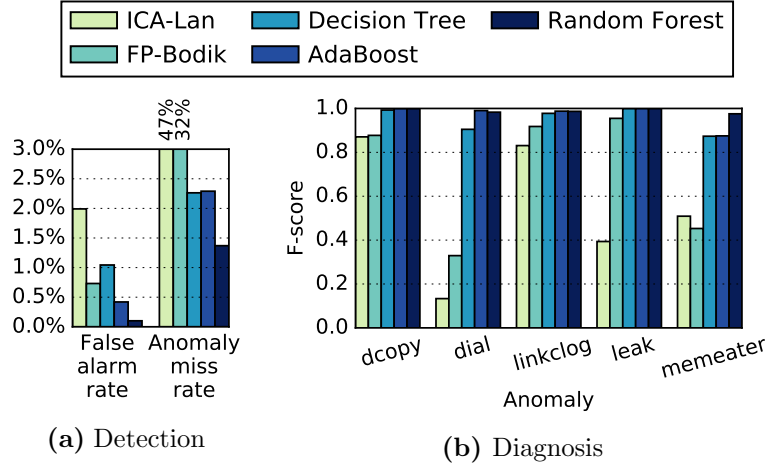 ICA-Lan Decision Tree Random Forest
FP-Bodik AdaBoost
47%
32%
3.0%
2.5%
2.0%
1.5%
1.0%
0.5%
0.0%
False alarm rate
Anomaly miss rate
(a) Detection
F-score
1.0
0.8
0.6
0.4
0.2
0.0
dcopy dial linkclog leak memeater
Anomaly
(b) Diagnosis